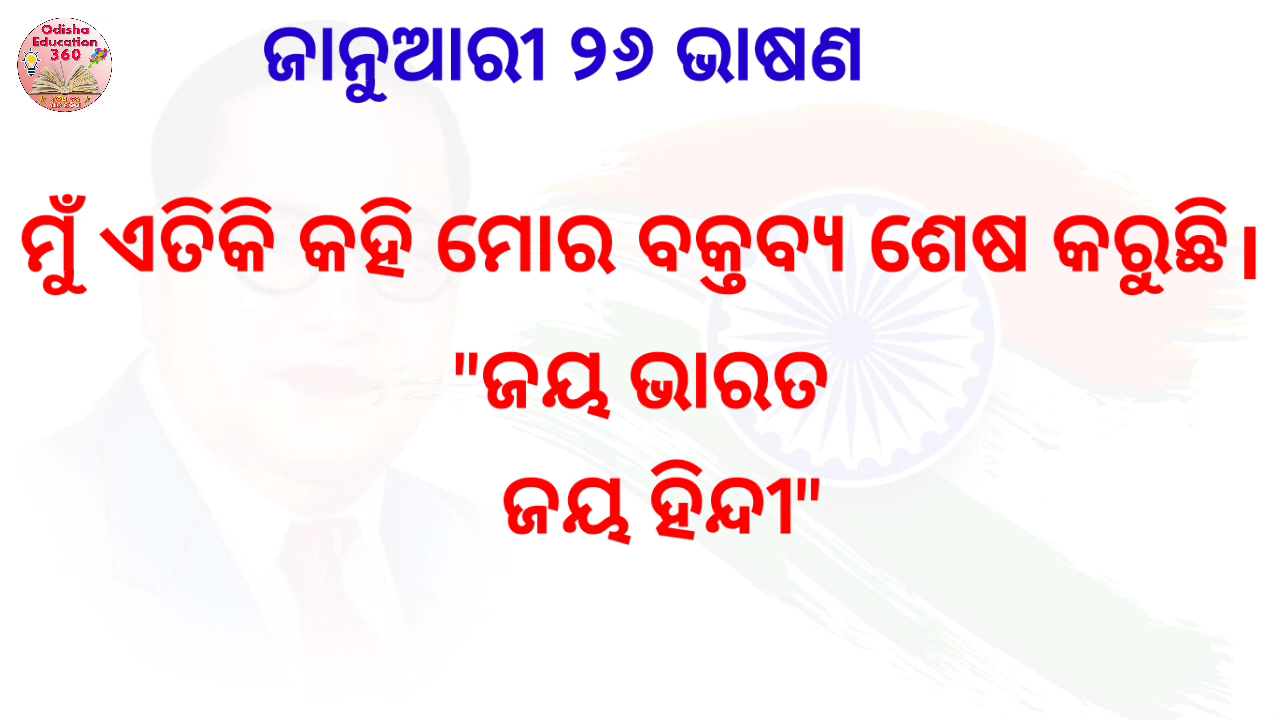 Odisha
Education
360
ଜାନୁଆରୀ ୨୬ ଭାଷଣ
ମୁଁ ଏତିକି କହି ମୋର ବକ୍ତବ୍ୟ ଶେଷ କରୁଛି।
"ଜୟ ଭାରତ
ଜୟ ହିନ୍ଦୀ"